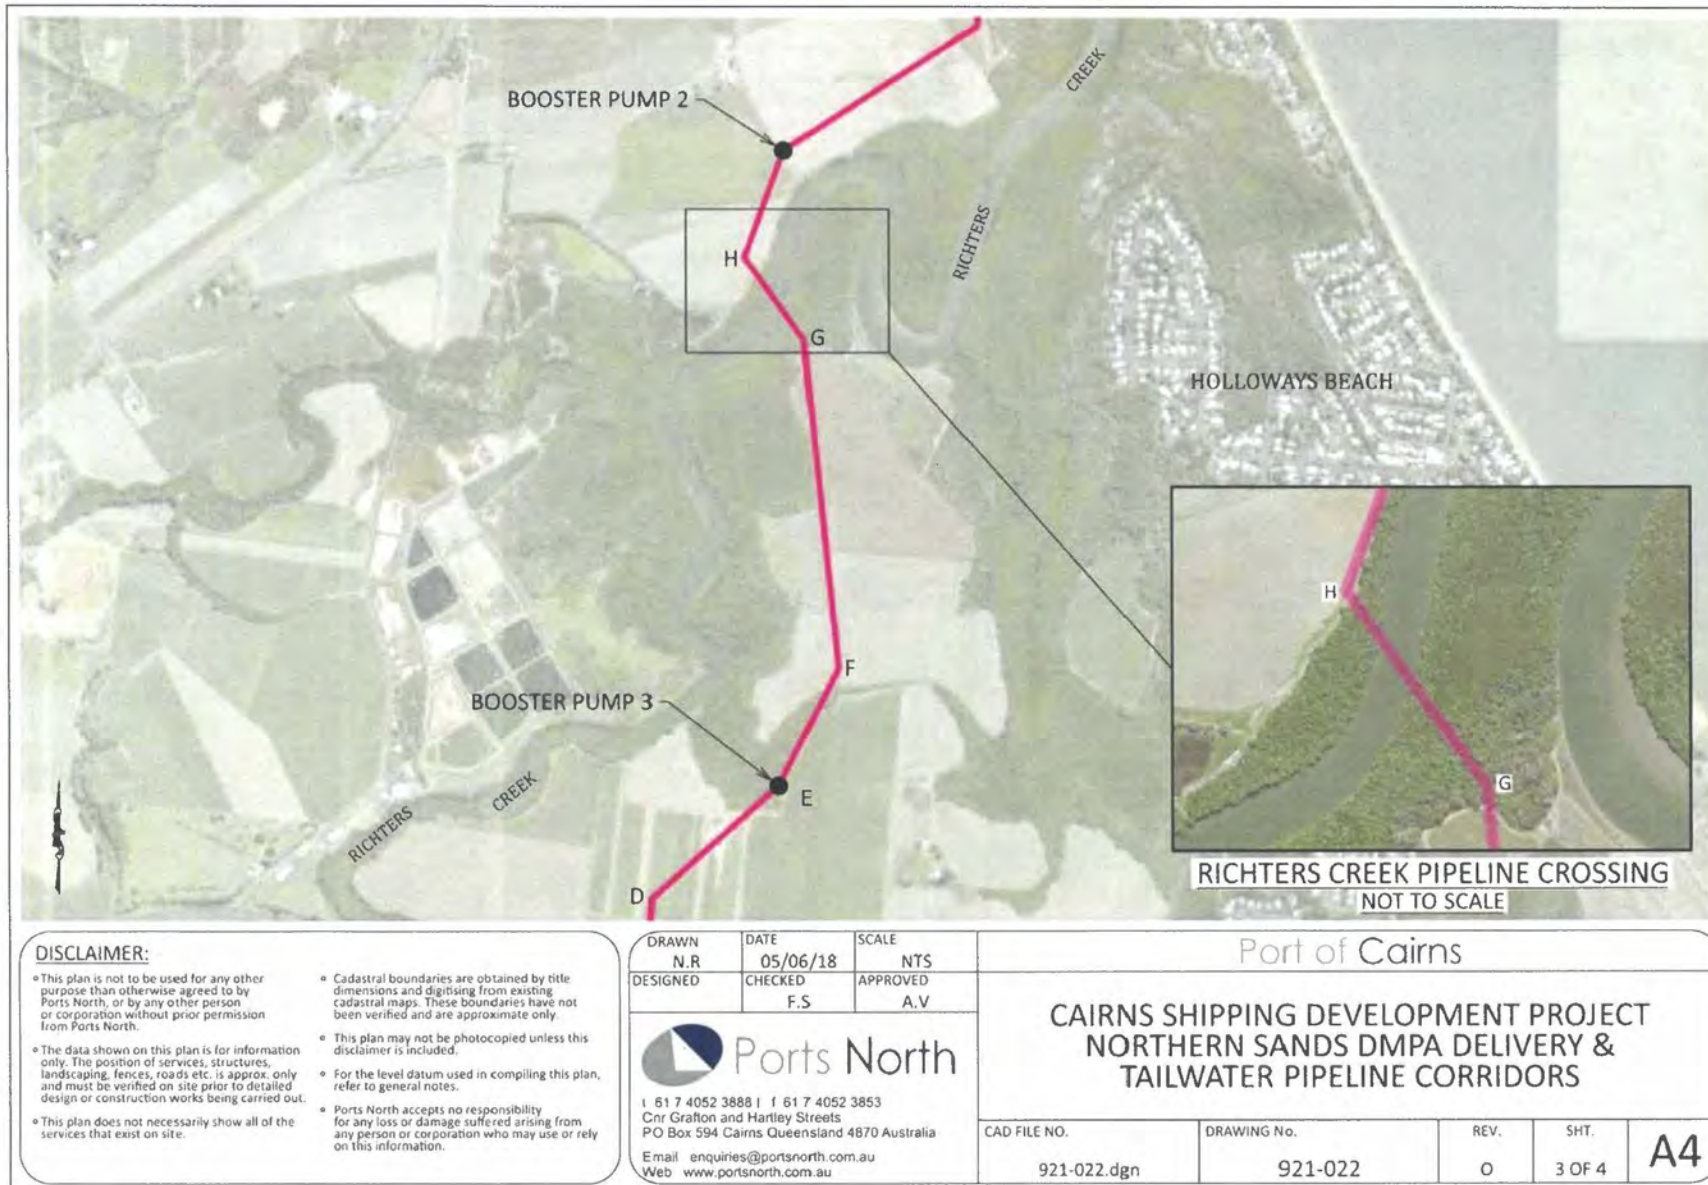 BOOSTER PUMP 2
CREEK
RICHTERS
H
G
HOLLOWAYS BEACH
H
G
F
BOOSTER PUMP 3
E
CREEK
RICHTERS
D
RICHTERS CREEK PIPELINE CROSSING
NOT TO SCALE
DISCLAIMER:
This plan is not to be used for any other
purpose than otherwise agreed to by
Ports North, or by any other person
or corporation without prior permission
from Ports North.
The data shown on this plan is for information
only. The position of services, structures,
landscaping, fences, roads etc. is approx. only
and must be verified on site prior to detailed
design or construction works being carried out.
This plan does not necessarily show all of the
services that exist on site.
Cadastral boundaries are obtained by title
dimensions and digitising from existing
cadastral maps. These boundaries have not
been verified and are approximate only.
This plan may not be photocopied unless this
disclaimer is included.
For the level datum used in compiling this plan,
refer to general notes.
Ports North accepts no responsibility
for any loss or damage suffered arising from
any person or corporation who may use or rely
on this information.
DRAWN
N.R
DATE
05/06/18
SCALE
NTS
DESIGNED
CHECKED
F.S
APPROVED
A.V
Ports North
t 61 7 4052 3888 | f 61 7 4052 3853
Cnr Grafton and Hartley Streets
PO Box 594 Cairns Queensland 4870 Australia
Email enquiries@portsnorth.com.au
Web www.portsnorth.com.au
Port of Cairns
CAIRNS SHIPPING DEVELOPMENT PROJECT
NORTHERN SANDS DMPA DELIVERY &
TAILWATER PIPELINE CORRIDORS
CAD FILE NO.
921-022.dgn
DRAWING No.
921-022
REV.
O
SHT.
3 OF 4
A4